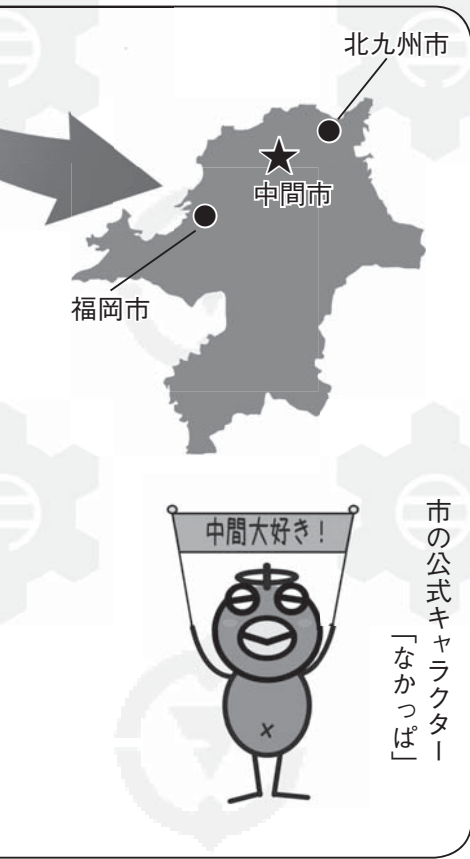 北九州市
中間市
福岡市
中間大好き！
市の公式キャラクター
「なかっぱ」